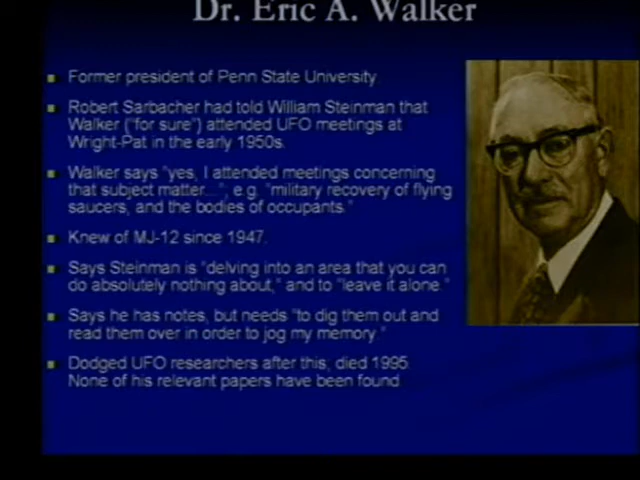 Dr. Eric A. Walker
Former president of Penn State University.
Robert Sarbacher had told William Steinman that
Walker ("for sure") attended UFO meetings at
Wright-Pat in the early 1950s.
Walker says "yes, I attended meetings concerning
that subject matter...", e.g. "military recovery of flying
saucers, and the bodies of occupants."
Knew of MJ-12 since 1947.
Says Steinman is "delving into an area that you can
do absolutely nothing about," and to "leave it alone."
Says he has notes, but needs "to dig them out and
read them over in order to jog my memory."
Dodged UFO researchers after this; died 1995.
None of his relevant papers have been found.